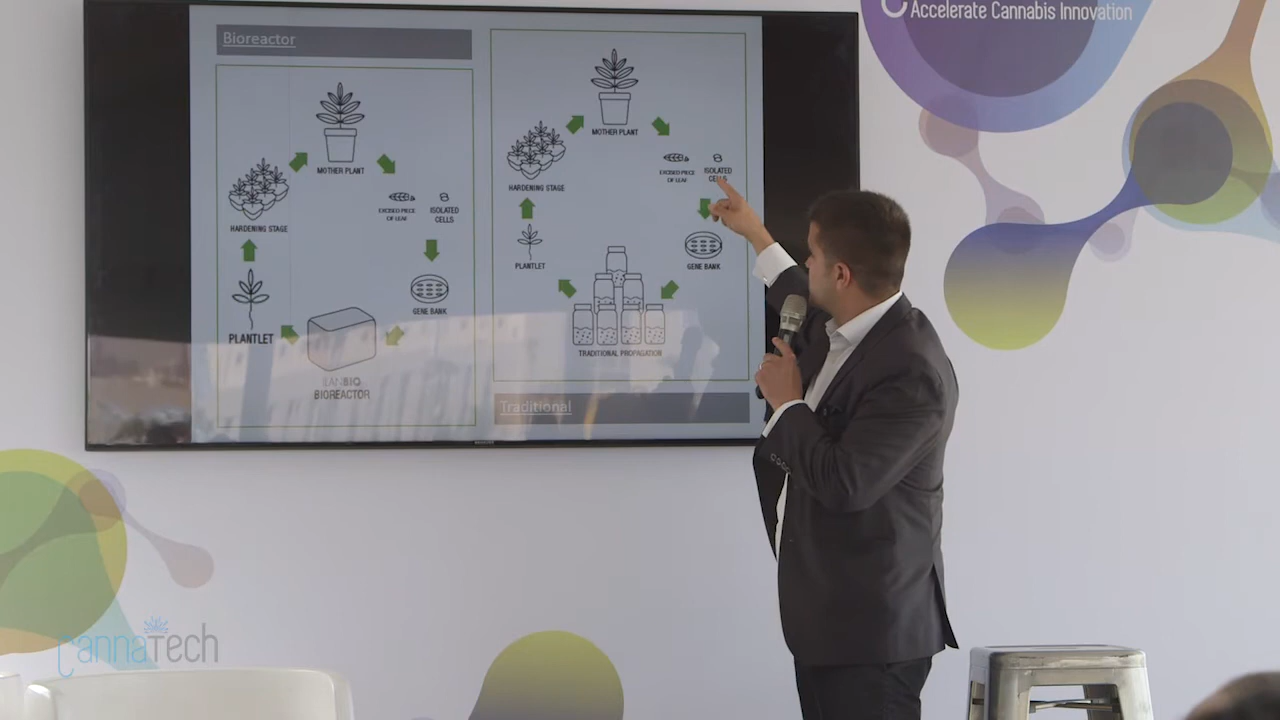 Accelerate Cannabis Innovation
Bioreactor
MOTHER PLANT
HARDENING STAGE
EXCISED PIECE
OF LEAF
ISOLATED
CELLS
GENE BANK
PLANTLET
BIOREACTOR
MOTHER PLANT
HARDENING STAGE
EXCISED PIECE
OF LEAF
ISOLATED
CELLS
PLANTLET
GENE BANK
TRADITIONAL PROPAGATION
Traditional
cannaTech